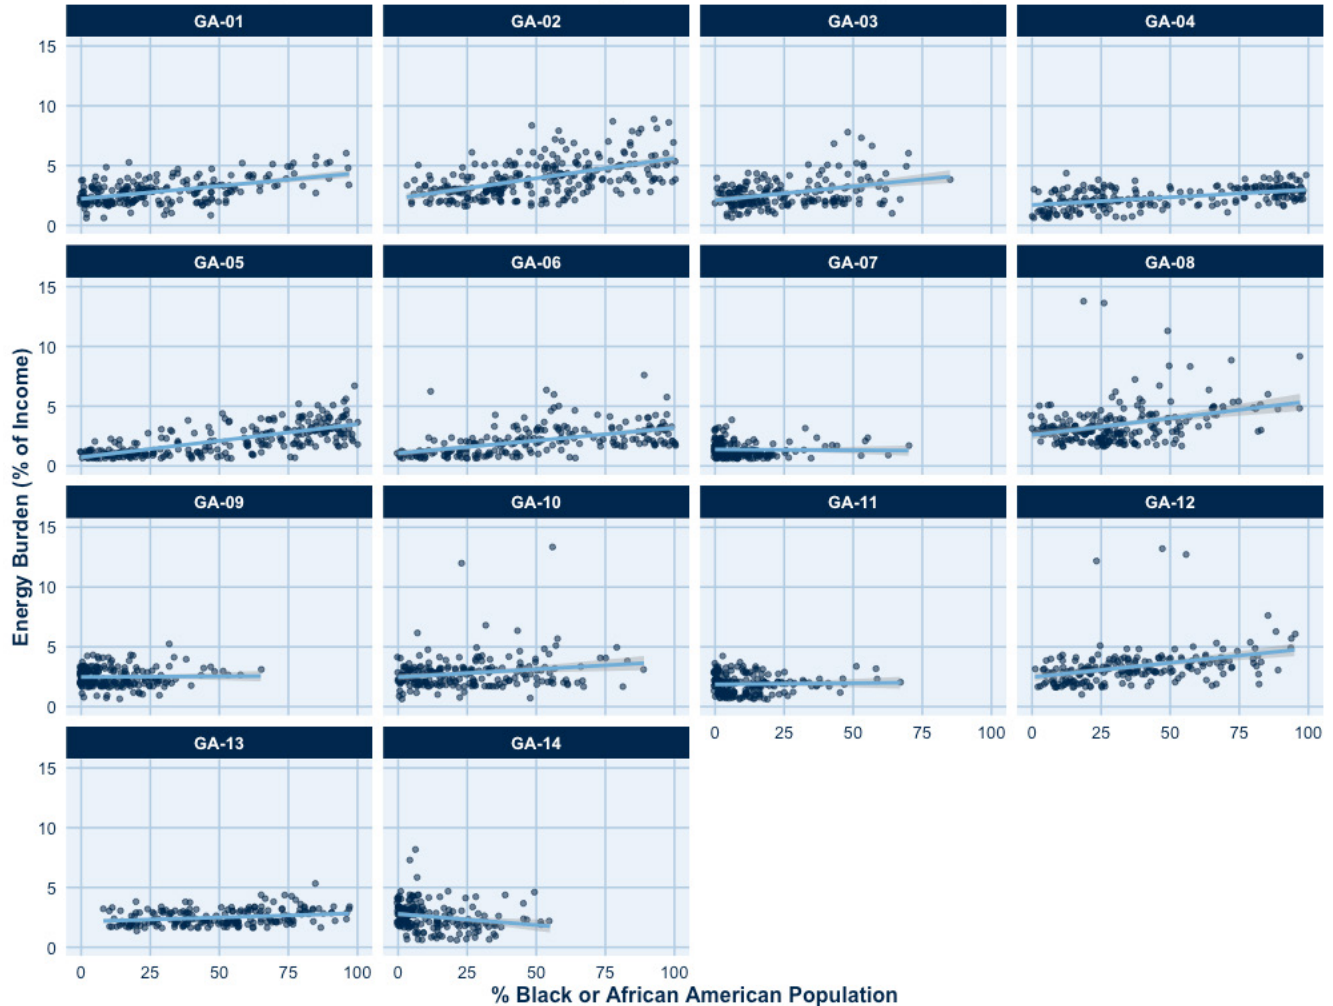 GA-01 GA-02 GA-03 GA-04
15
10
5
0
GA-05 GA-06 GA-07 GA-08
15
10
5
0
GA-09 GA-10 GA-11 GA-12
15
10
5
0
0 25 50 75 100 0 25 50 75 100
GA-13 GA-14
15
10
5
0
0 25 50 75 100 0 25 50 75 100
Energy Burden (% of Income)
% Black or African American Population